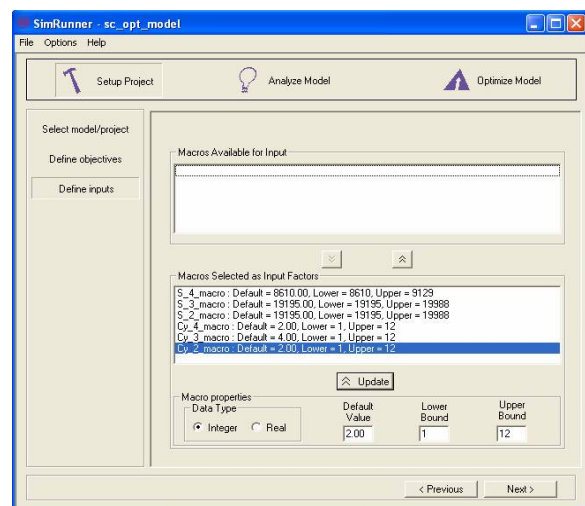 SimRunner - sc_opt_model
File Options Help
Setup Project Analyze Model Optimize Model
Select model/project
Define objectives
Define inputs
Macros Available for Input
Macros Selected as Input Factors
S_4_macro : Default = 8610.00, Lower = 8610, Upper = 9129
S_3_macro : Default = 19195.00, Lower = 19195, Upper = 19988
S_2_macro : Default = 19195.00, Lower = 19195, Upper = 19988
Cy_4_macro : Default = 2.00, Lower = 1, Upper = 12
Cy_3_macro : Default = 4.00, Lower = 1, Upper = 12
Cy_2_macro : Default = 2.00, Lower = 1, Upper = 12
Update
Macro properties
Data Type
Integer Real
Default Value
2.00
Lower Bound
1
Upper Bound
12
< Previous Next >